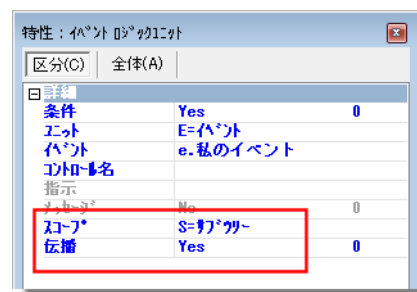 特性：ｲﾍﾞﾝﾄ ﾛｼﾞｯｸﾕﾆｯﾄ
区分(C) 全体(A)
詳細
条件 Yes 0
ﾕﾆｯﾄ E=ｲﾍﾞﾝﾄ
ｲﾍﾞﾝﾄ e.私のイベント
ｺﾝﾄﾛｰﾙ名
指示
ﾒｯｾｰｼﾞ No 0
ｽｺｰﾌﾟ S=ｻﾌﾞﾂﾘｰ
伝播 Yes 0